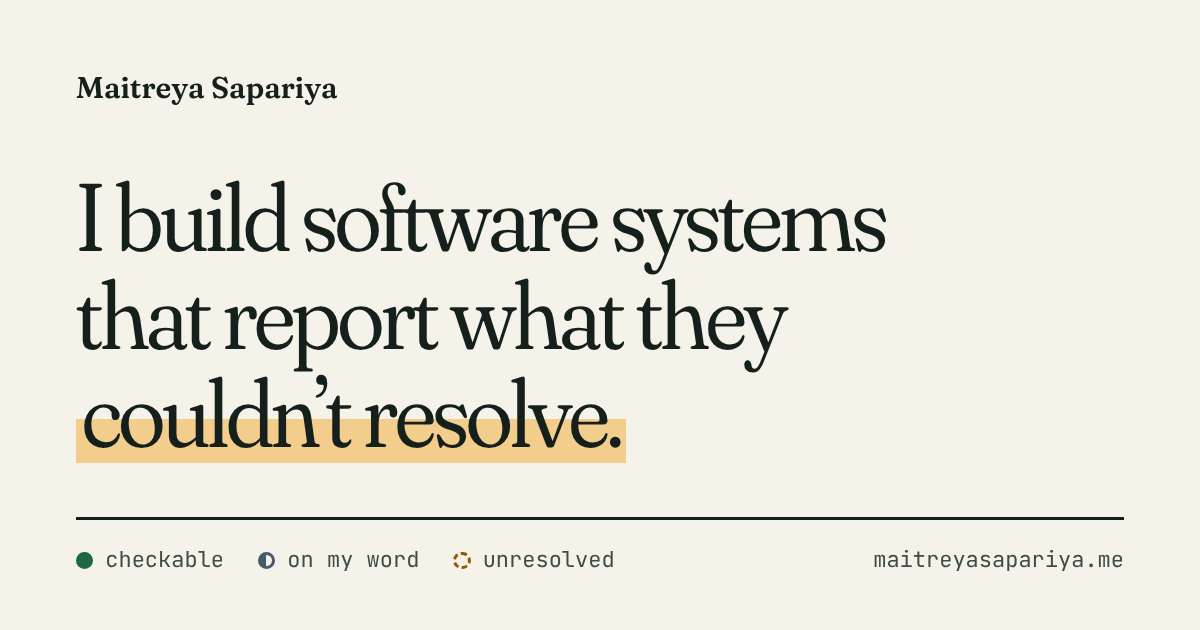 Maitreya Sapariya
I build software systems
that report what they
couldn’t resolve.
checkable on my word unresolved maitreyasapariya.me